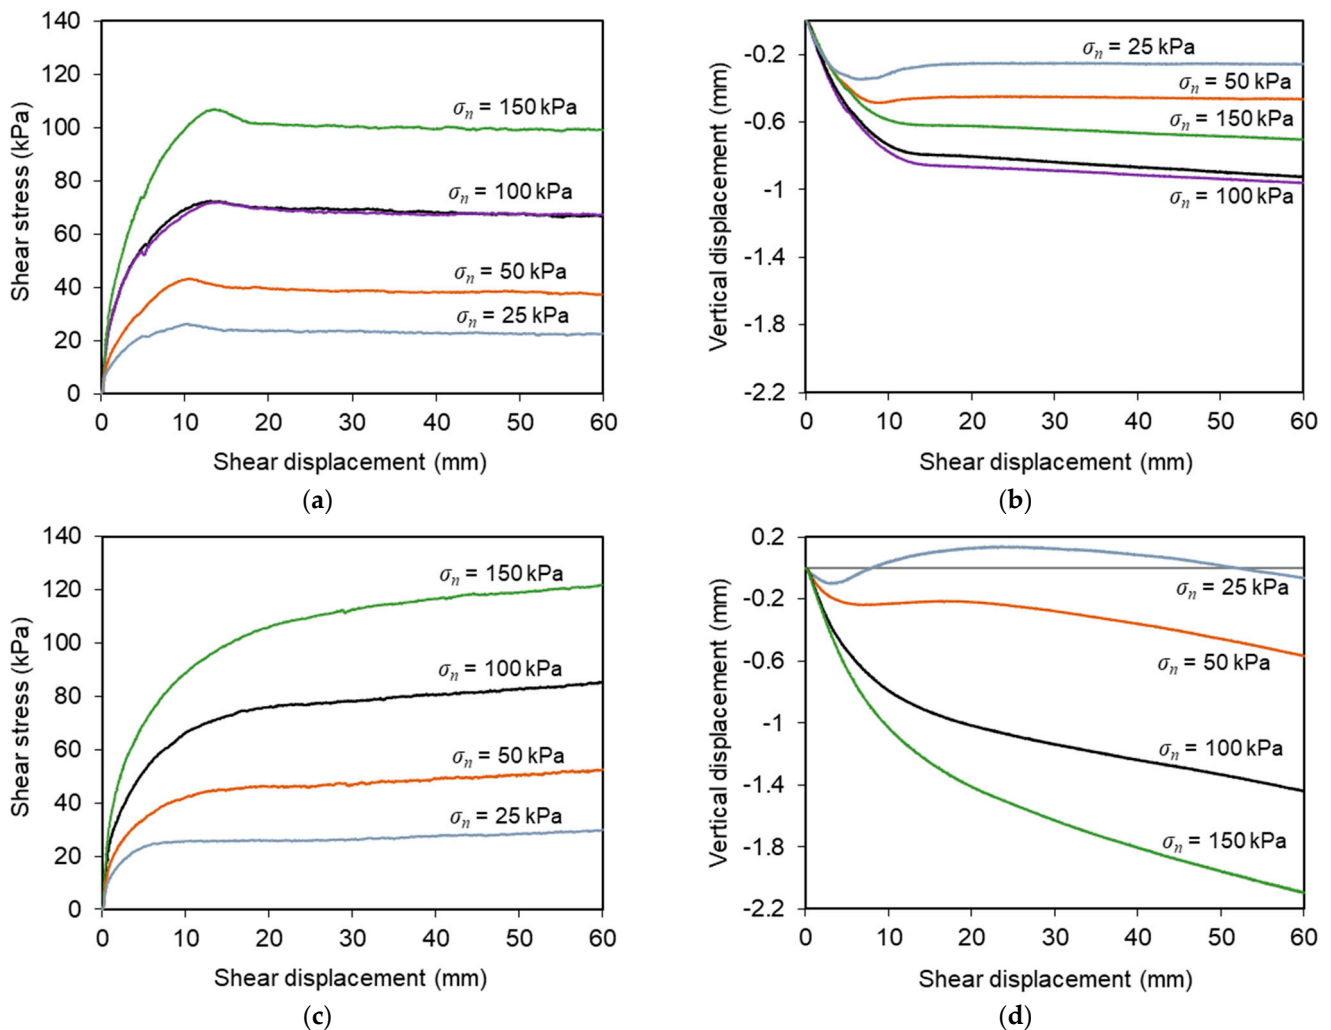 140
120
100
80
60
40
20
0
Shear stress (kPa)
σn = 150 kPa
σn = 100 kPa
σn = 50 kPa
σn = 25 kPa
0 10 20 30 40 50 60
Shear displacement (mm)
(a)
-0.2
-0.6
-1
-1.4
-1.8
-2.2
Vertical displacement (mm)
σn = 25 kPa
σn = 50 kPa
σn = 150 kPa
σn = 100 kPa
0 10 20 30 40 50 60
Shear displacement (mm)
(b)
140
120
100
80
60
40
20
0
Shear stress (kPa)
σn = 150 kPa
σn = 100 kPa
σn = 50 kPa
σn = 25 kPa
0 10 20 30 40 50 60
Shear displacement (mm)
(c)
0.2
-0.2
-0.6
-1
-1.4
-1.8
-2.2
Vertical displacement (mm)
σn = 25 kPa
σn = 50 kPa
σn = 100 kPa
σn = 150 kPa
0 10 20 30 40 50 60
Shear displacement (mm)
(d)